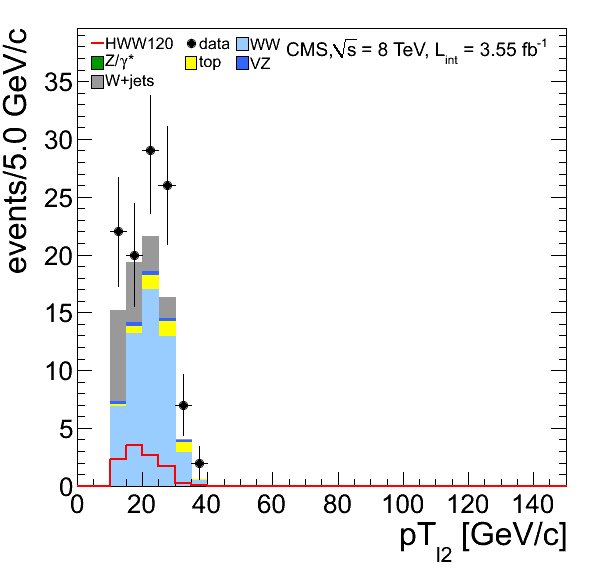 HWW120 data WW
Z/γ* top VZ
W+jets
CMS,√s = 8 TeV, L_int = 3.55 fb⁻¹
events/5.0 GeV/c
35
30
25
20
15
10
5
0
0 20 40 60 80 100 120 140
pT_l2 [GeV/c]